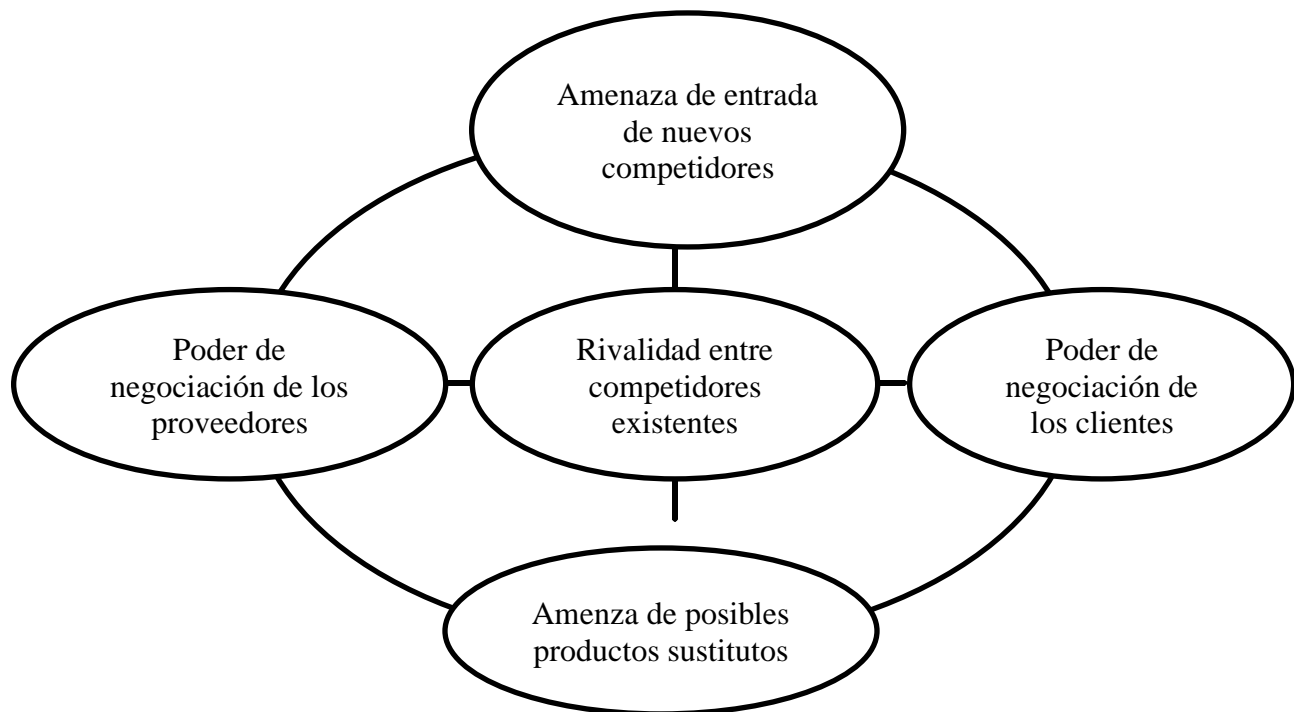 Amenaza de entrada
de nuevos
competidores
Poder de
negociación de los
proveedores
Rivalidad entre
competidores
existentes
Poder de
negociación de
los clientes
Amenza de posibles
productos sustitutos